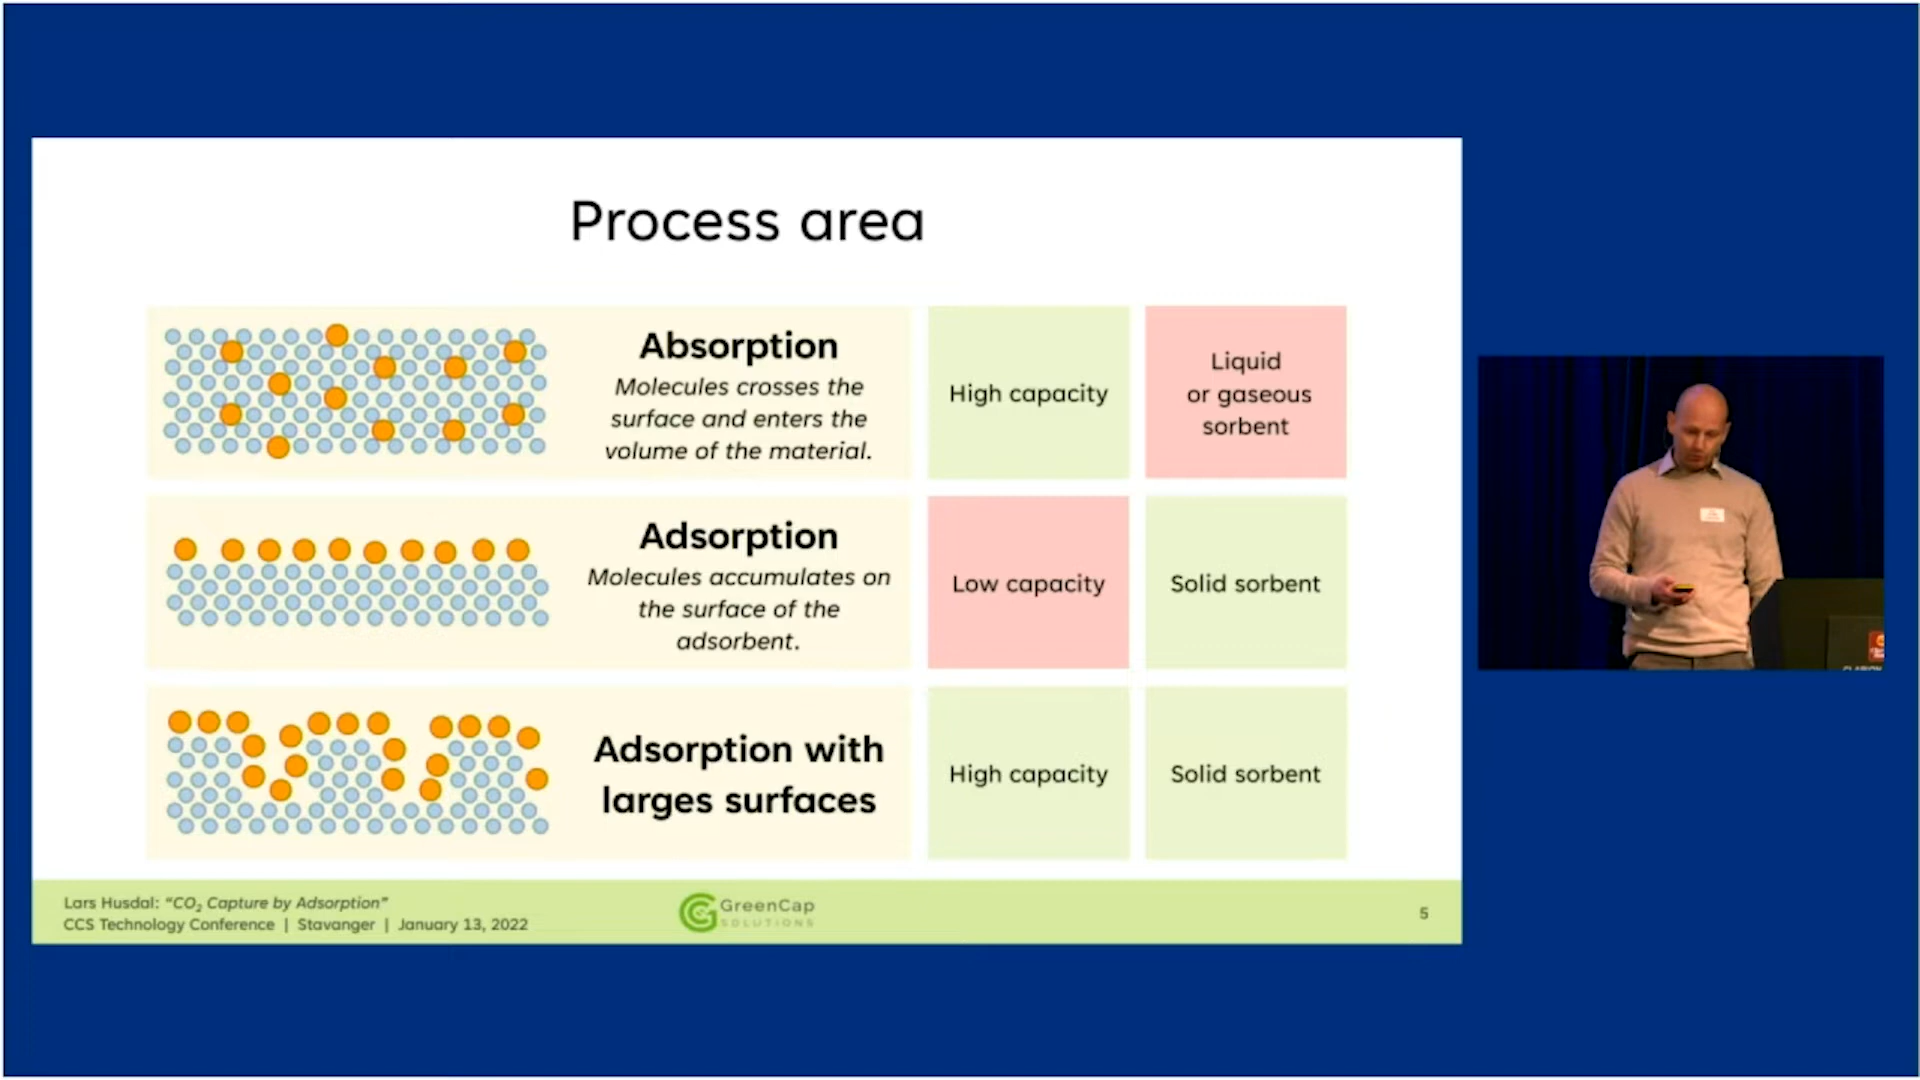 Process area
Absorption
Molecules crosses the
surface and enters the
volume of the material.
High capacity
Liquid
or gaseous
sorbent
Adsorption
Molecules accumulates on
the surface of the
adsorbent.
Low capacity
Solid sorbent
Adsorption with
larges surfaces
High capacity
Solid sorbent
Lars Husdal: “CO₂ Capture by Adsorption”
CCS Technology Conference | Stavanger | January 13, 2022
GreenCap
SOLUTIONS
5